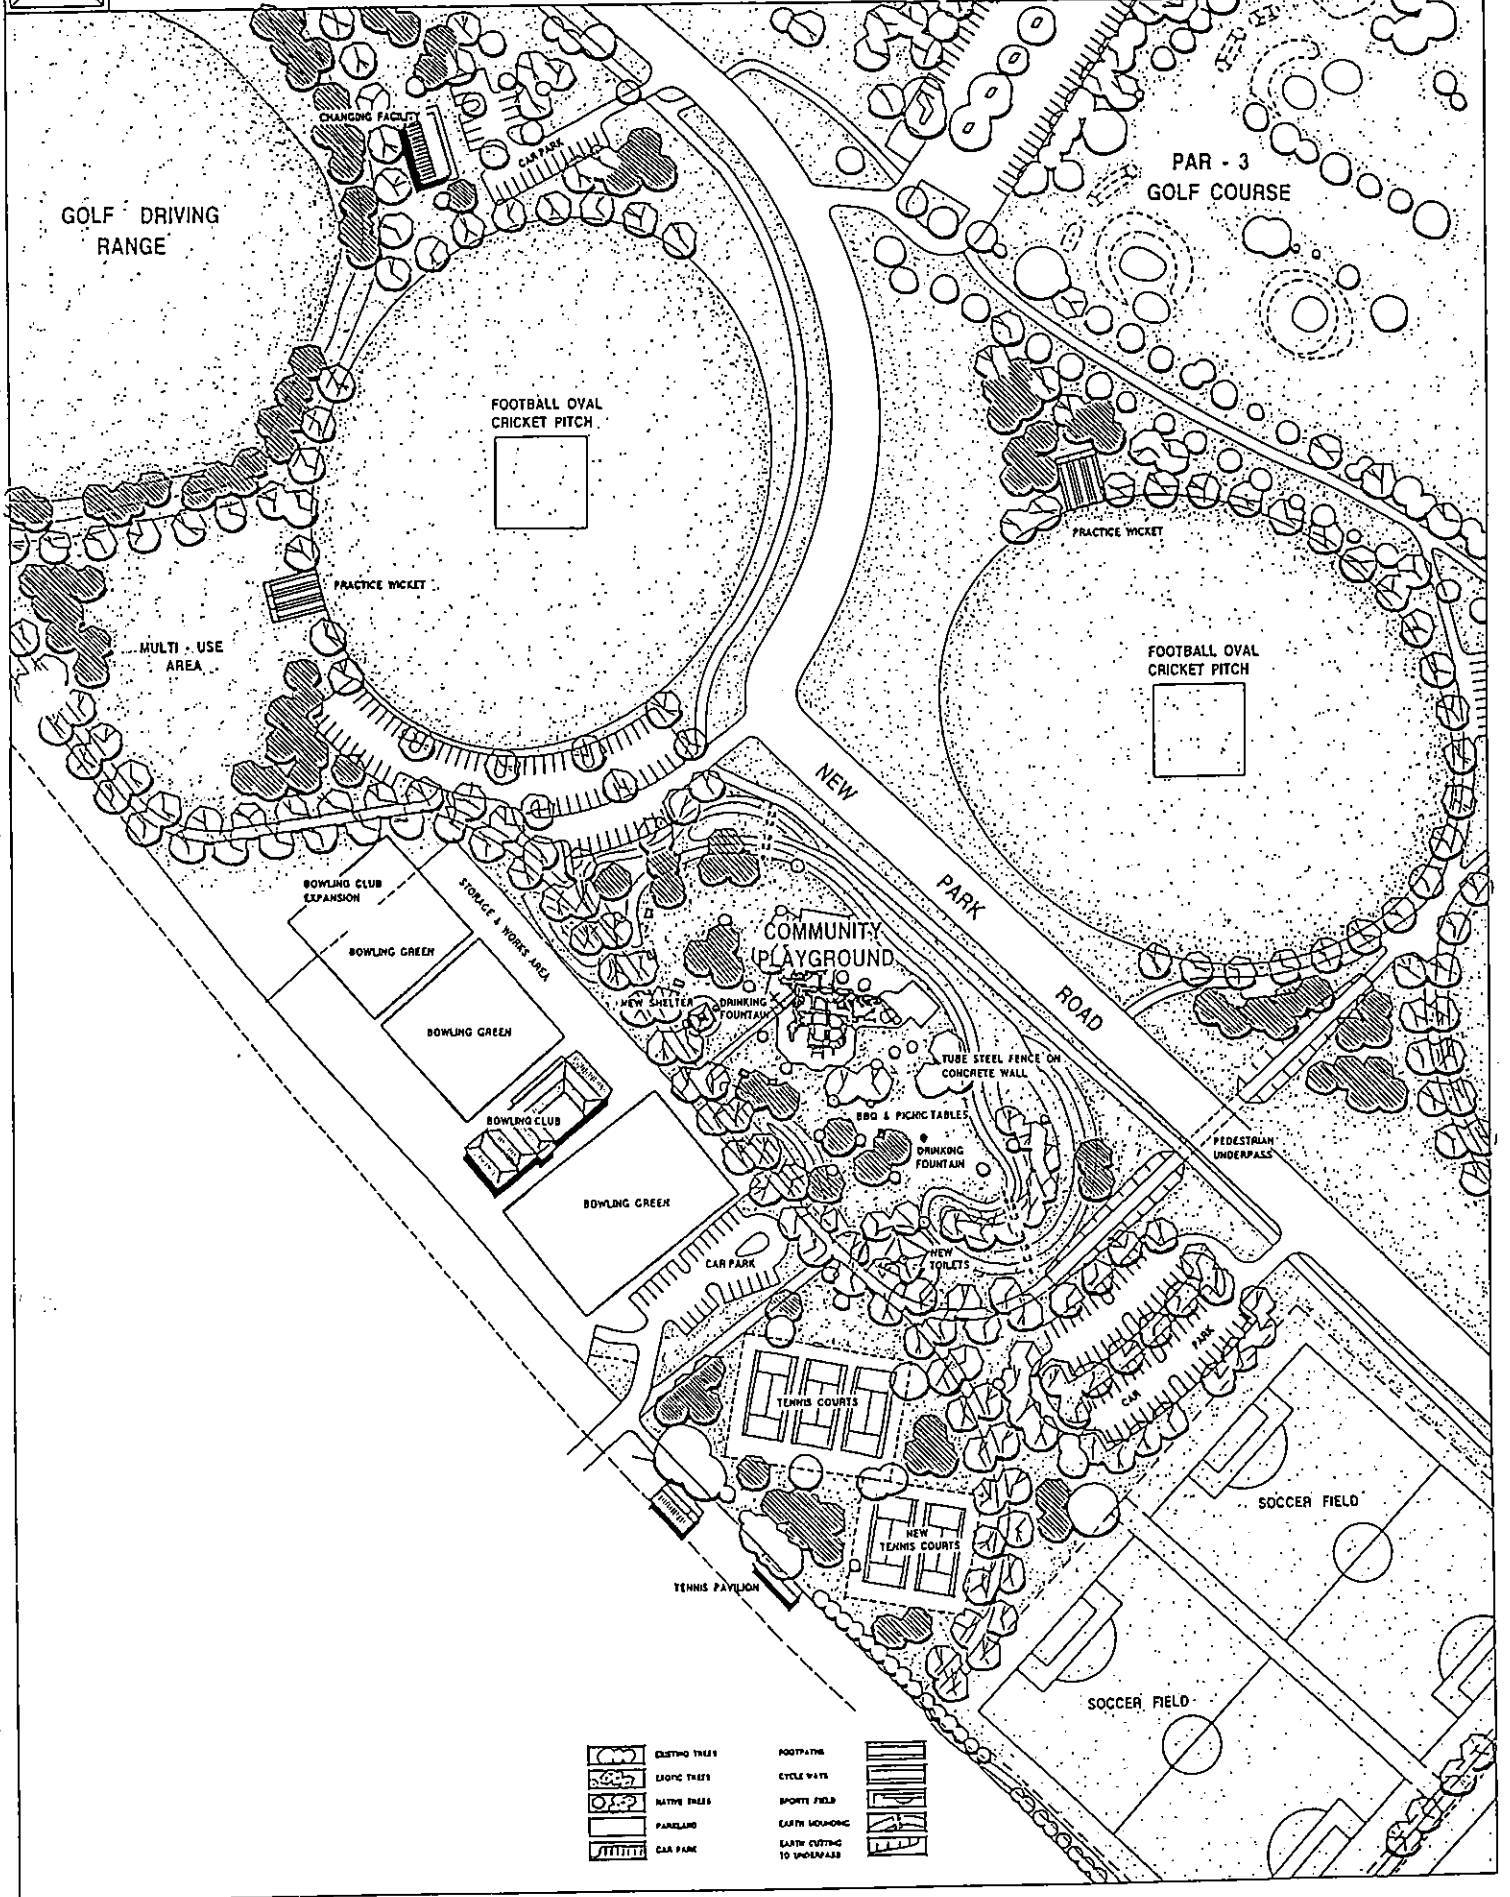 CHANGING FACILITY
CAR PARK
PAR - 3
GOLF COURSE
GOLF DRIVING
RANGE
FOOTBALL OVAL
CRICKET PITCH
PRACTICE WICKET
PRACTICE WICKET
MULTI - USE
AREA
FOOTBALL OVAL
CRICKET PITCH
NEW
PARK
ROAD
BOWLING CLUB
EXPANSION
STORAGE & WORKS AREA
BOWLING GREEN
COMMUNITY
PLAYGROUND
NEW SHELTER
DRINKING
FOUNTAIN
BOWLING GREEN
TUBE STEEL FENCE ON
CONCRETE WALL
BBQ & PICNIC TABLES
BOWLING CLUB
DRINKING
FOUNTAIN
PEDESTRIAN
UNDERPASS
BOWLING GREEN
CAR PARK
NEW
TOILETS
CAR PARK
TENNIS COURTS
SOCCER FIELD
NEW
TENNIS COURTS
TENNIS PAVILION
SOCCER FIELD
EXISTING TREES
EXOTIC TREES
NATIVE TREES
PARKLAND
CAR PARK
FOOTPATHS
CYCLE WAYS
SPORTS FIELD
EARTH MOUNDING
EARTH CUTTING
TO UNDERPASS